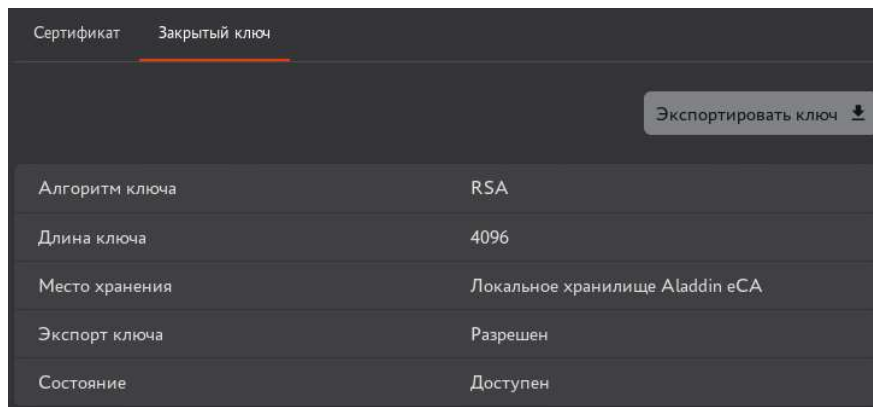 Сертификат Закрытый ключ
Экспортировать ключ
Алгоритм ключа RSA
Длина ключа 4096
Место хранения Локальное хранилище Aladdin eCA
Экспорт ключа Разрешен
Состояние Доступен